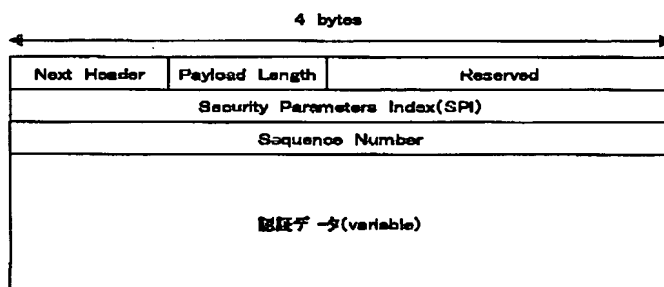 4 bytes
Next Header Payload Length Reserved
Security Parameters Index(SPI)
Sequence Number
認証データ(variable)